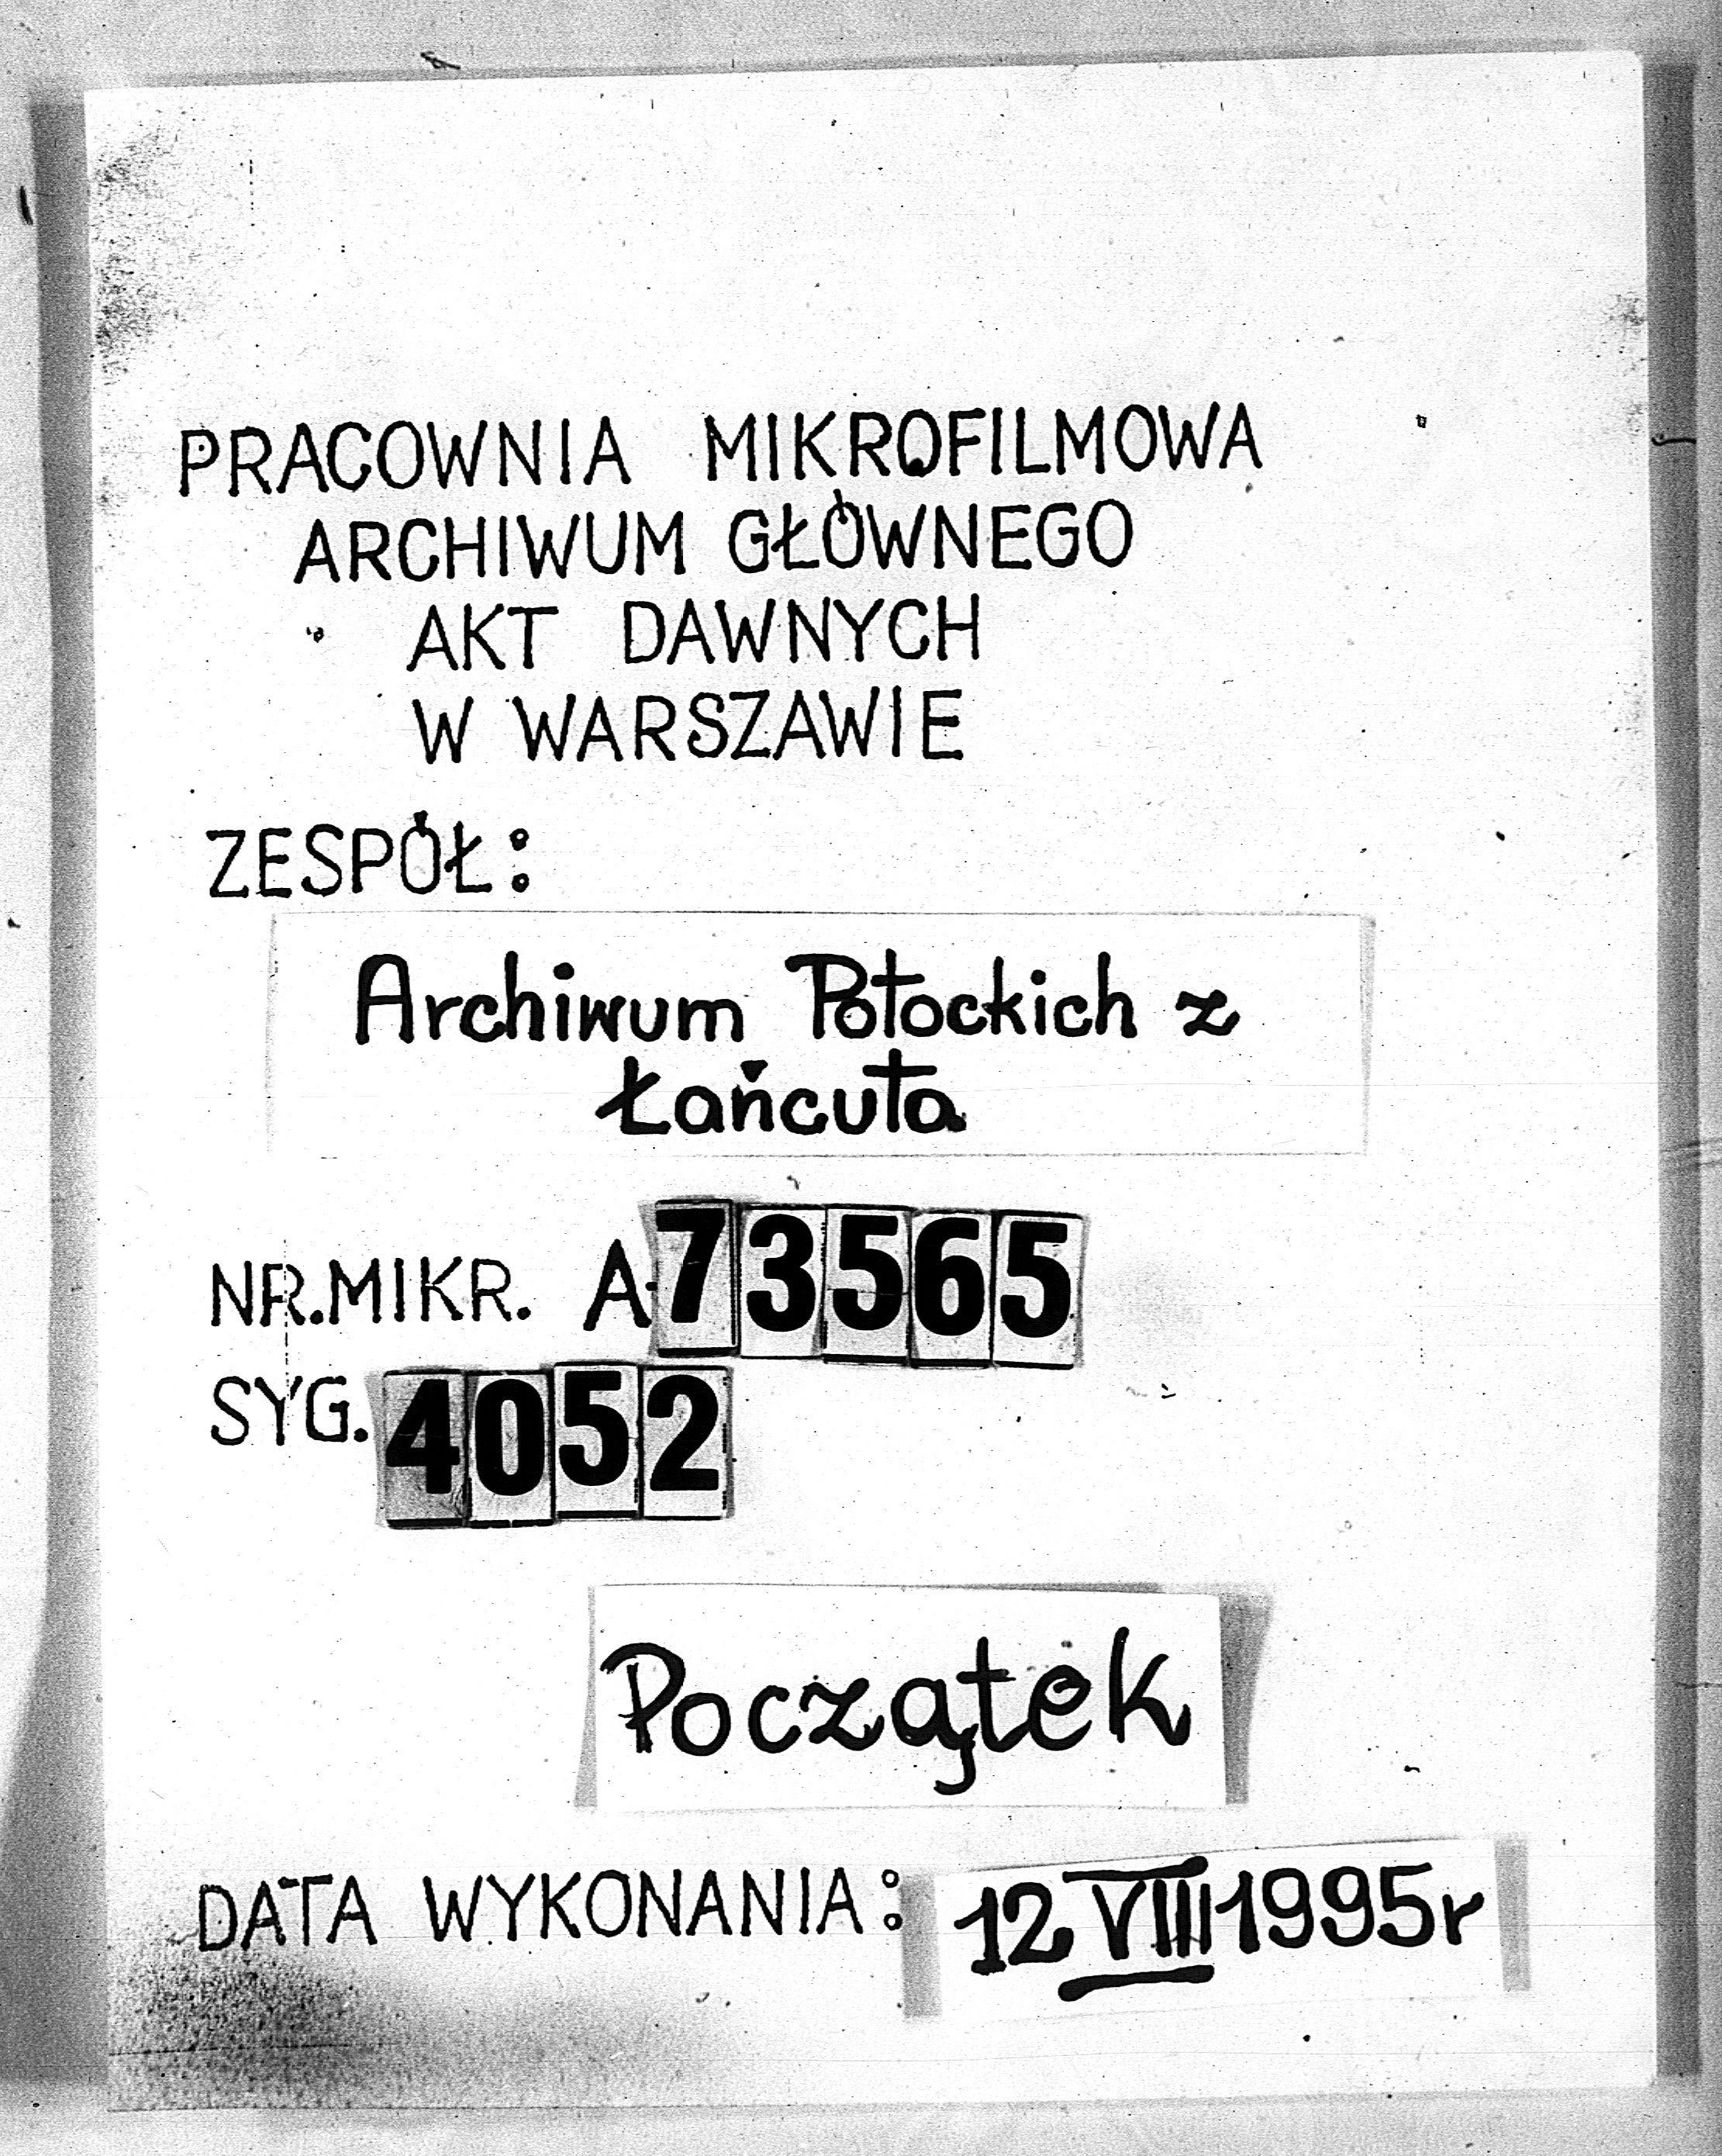 PRACOWNIA MIKROFILMOWA
ARCHIWUM GŁÓWNEGO
AKT DAWNYCH
W WARSZAWIE
ZESPÓŁ:
Archiwum Potockich z
Łańcuta
NR.MIKR. A-73565
SYG. 4052
Początek
DATA WYKONANIA: 12 VIII 1995r